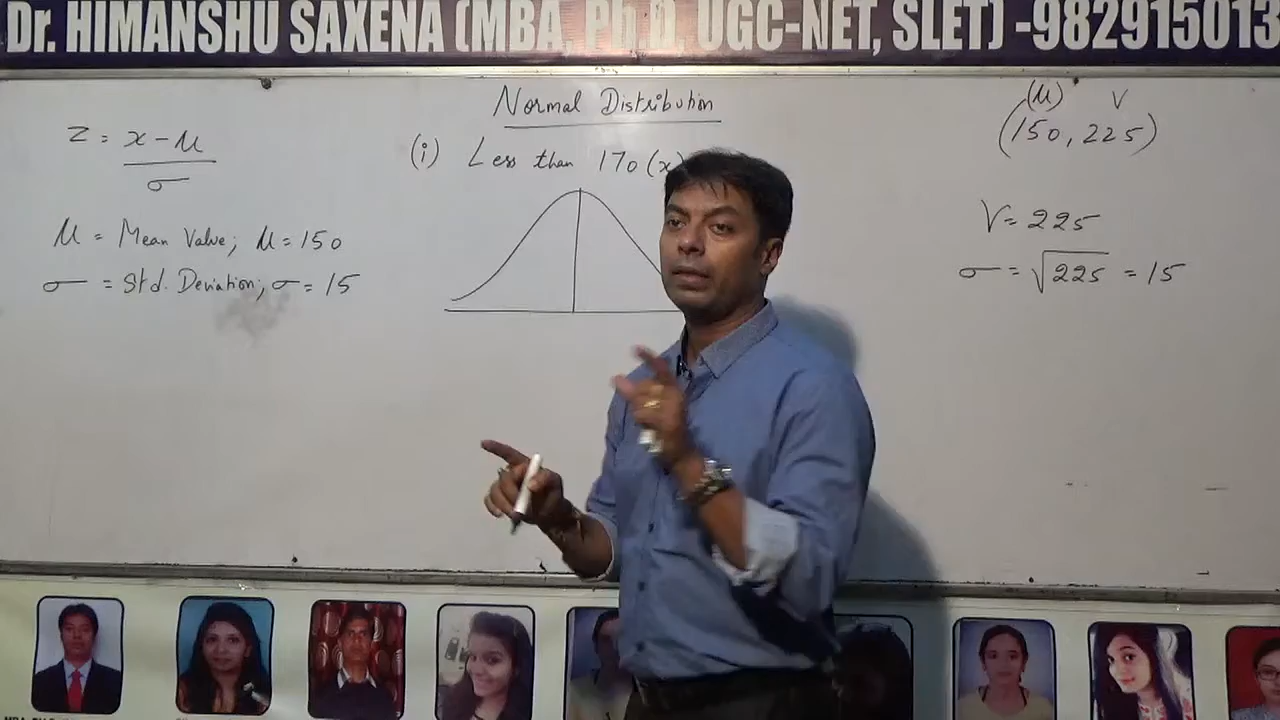 Dr. HIMANSHU SAXENA (MBA, Ph.D, UGC-NET, SLET) -982915013
Normal Distribution
Z = x - μ
σ
μ = Mean Value; μ = 150
σ = Std. Deviation; σ = 15
(i) Less than 170 (x)
(μ) V
(150, 225)
V = 225
σ = √225 = 15